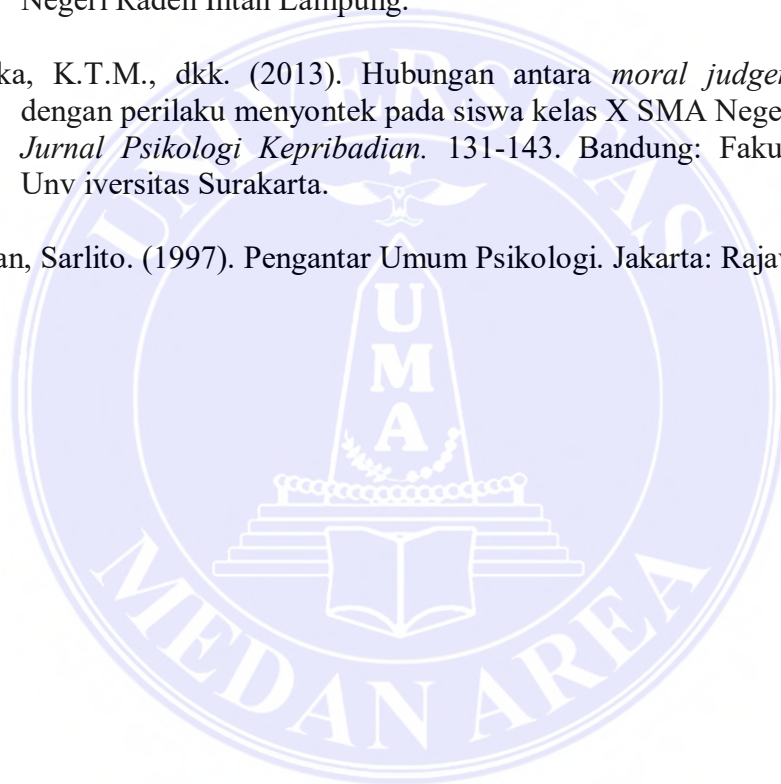 Negeri Raden Intan Lampung.
ka, K.T.M., dkk. (2013). Hubungan antara moral judgem
dengan perilaku menyontek pada siswa kelas X SMA Nege
Jurnal Psikologi Kepribadian. 131-143. Bandung: Faku
Unv iversitas Surakarta.
an, Sarlito. (1997). Pengantar Umum Psikologi. Jakarta: Raja
UNIVERSITAS
UMA
MEDAN AREA